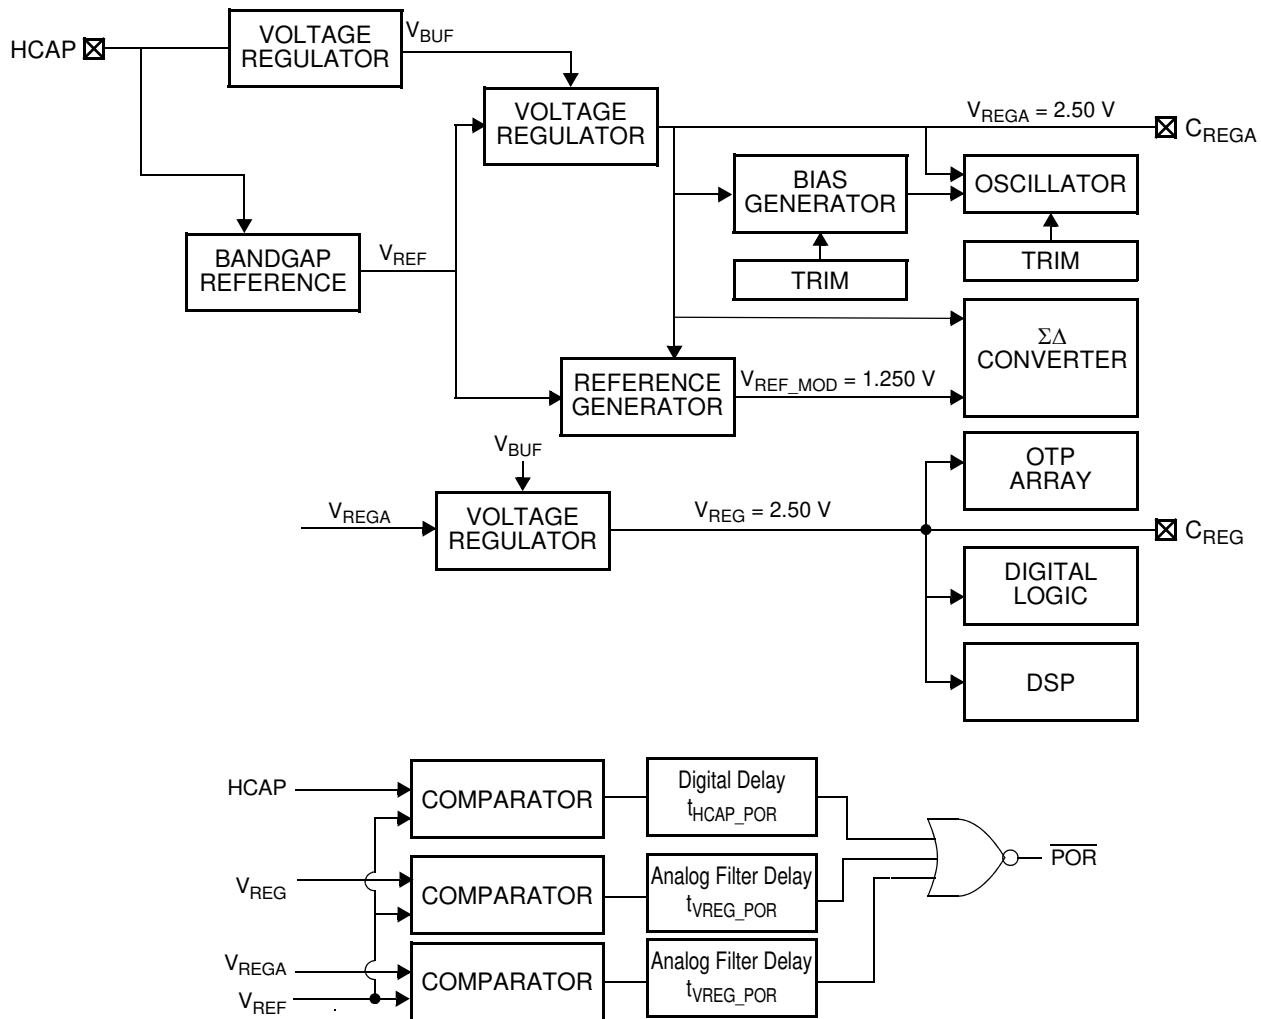 HCAP
VOLTAGE
REGULATOR
VBUF
VOLTAGE
REGULATOR
VREGA = 2.50 V
CREGA
BIAS
GENERATOR
OSCILLATOR
TRIM
TRIM
BANDGAP
REFERENCE
VREF
ΣΔ
CONVERTER
REFERENCE
GENERATOR
VREF_MOD = 1.250 V
VBUF
OTP
ARRAY
VREGA
VOLTAGE
REGULATOR
VREG = 2.50 V
CREG
DIGITAL
LOGIC
DSP
HCAP
COMPARATOR
Digital Delay
tHCAP_POR
POR
VREG
COMPARATOR
Analog Filter Delay
tVREG_POR
VREGA
VREF
COMPARATOR
Analog Filter Delay
tVREG_POR